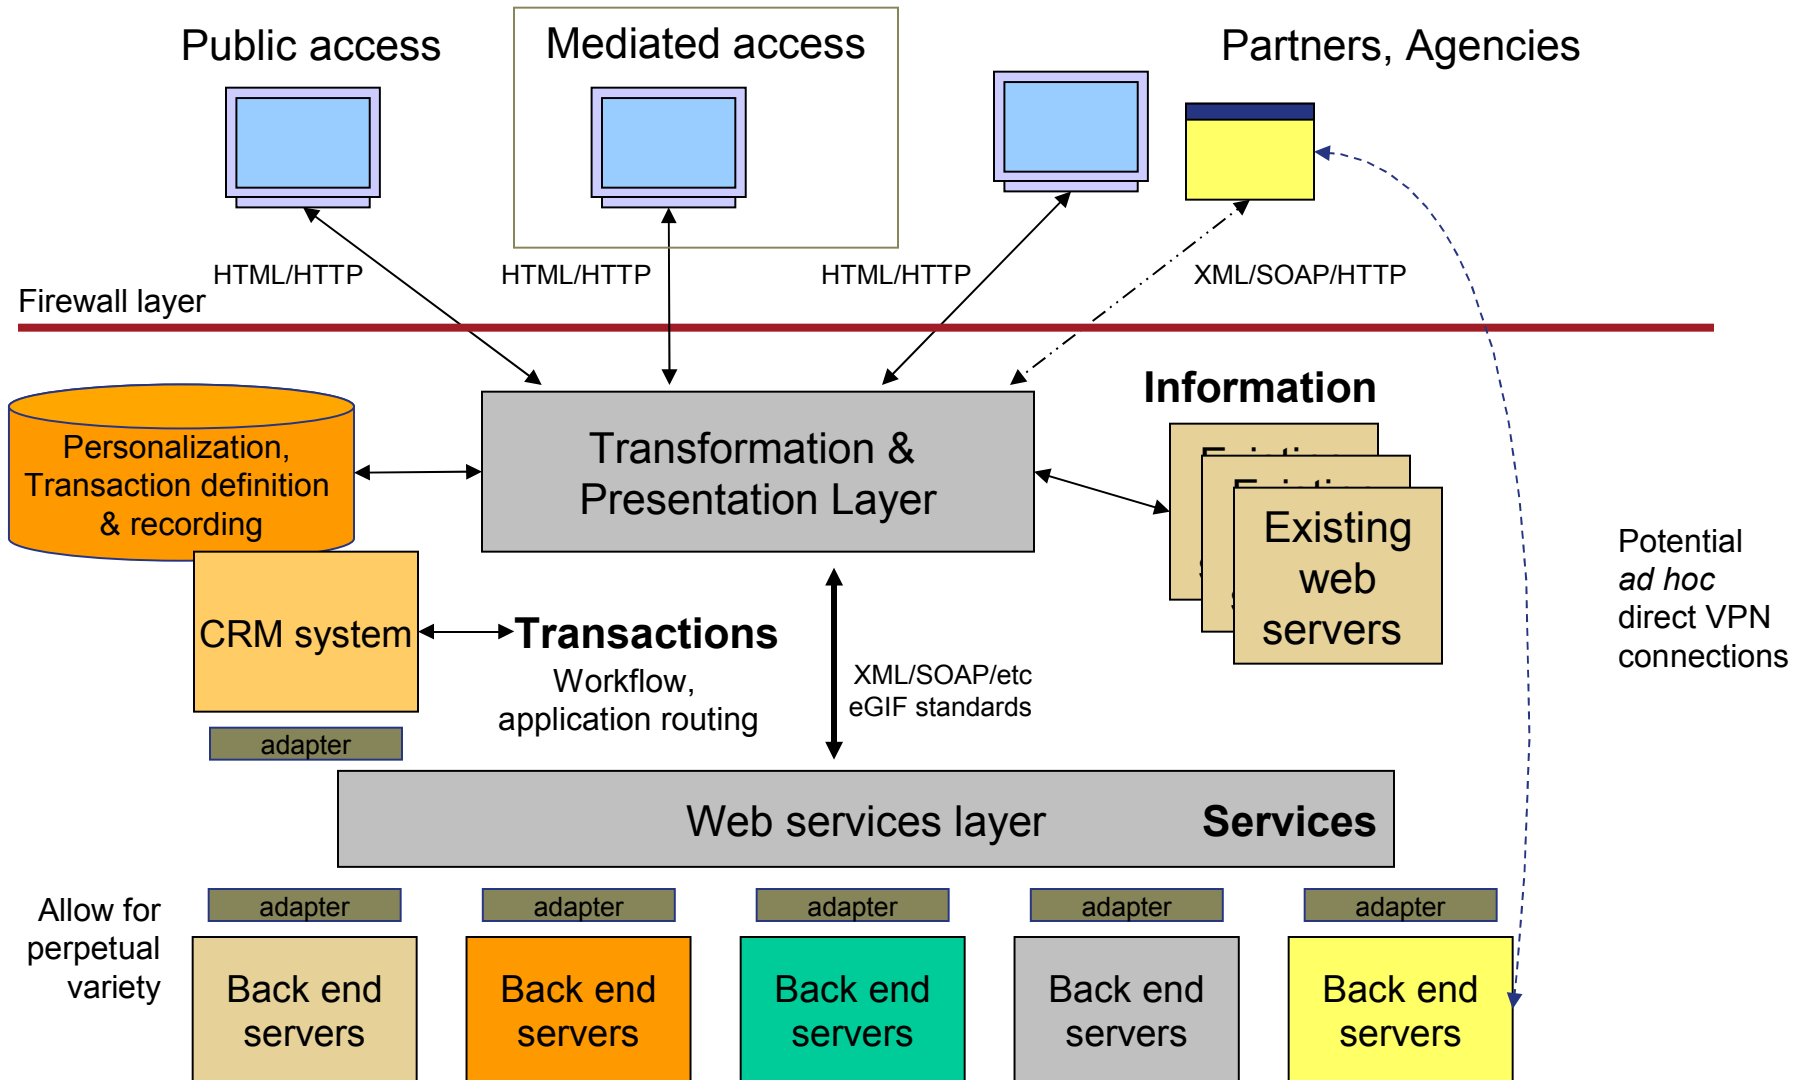 Public access
Mediated access
Partners, Agencies
HTML/HTTP
HTML/HTTP
HTML/HTTP
XML/SOAP/HTTP
Firewall layer
Personalization,
Transaction definition
& recording
Transformation &
Presentation Layer
Information
Existing
Existing
Existing
web
servers
Potential
ad hoc
direct VPN
connections
CRM system
Transactions
Workflow,
application routing
XML/SOAP/etc
eGIF standards
adapter
Web services layer
Services
Allow for
perpetual
variety
adapter
adapter
adapter
adapter
adapter
Back end
servers
Back end
servers
Back end
servers
Back end
servers
Back end
servers